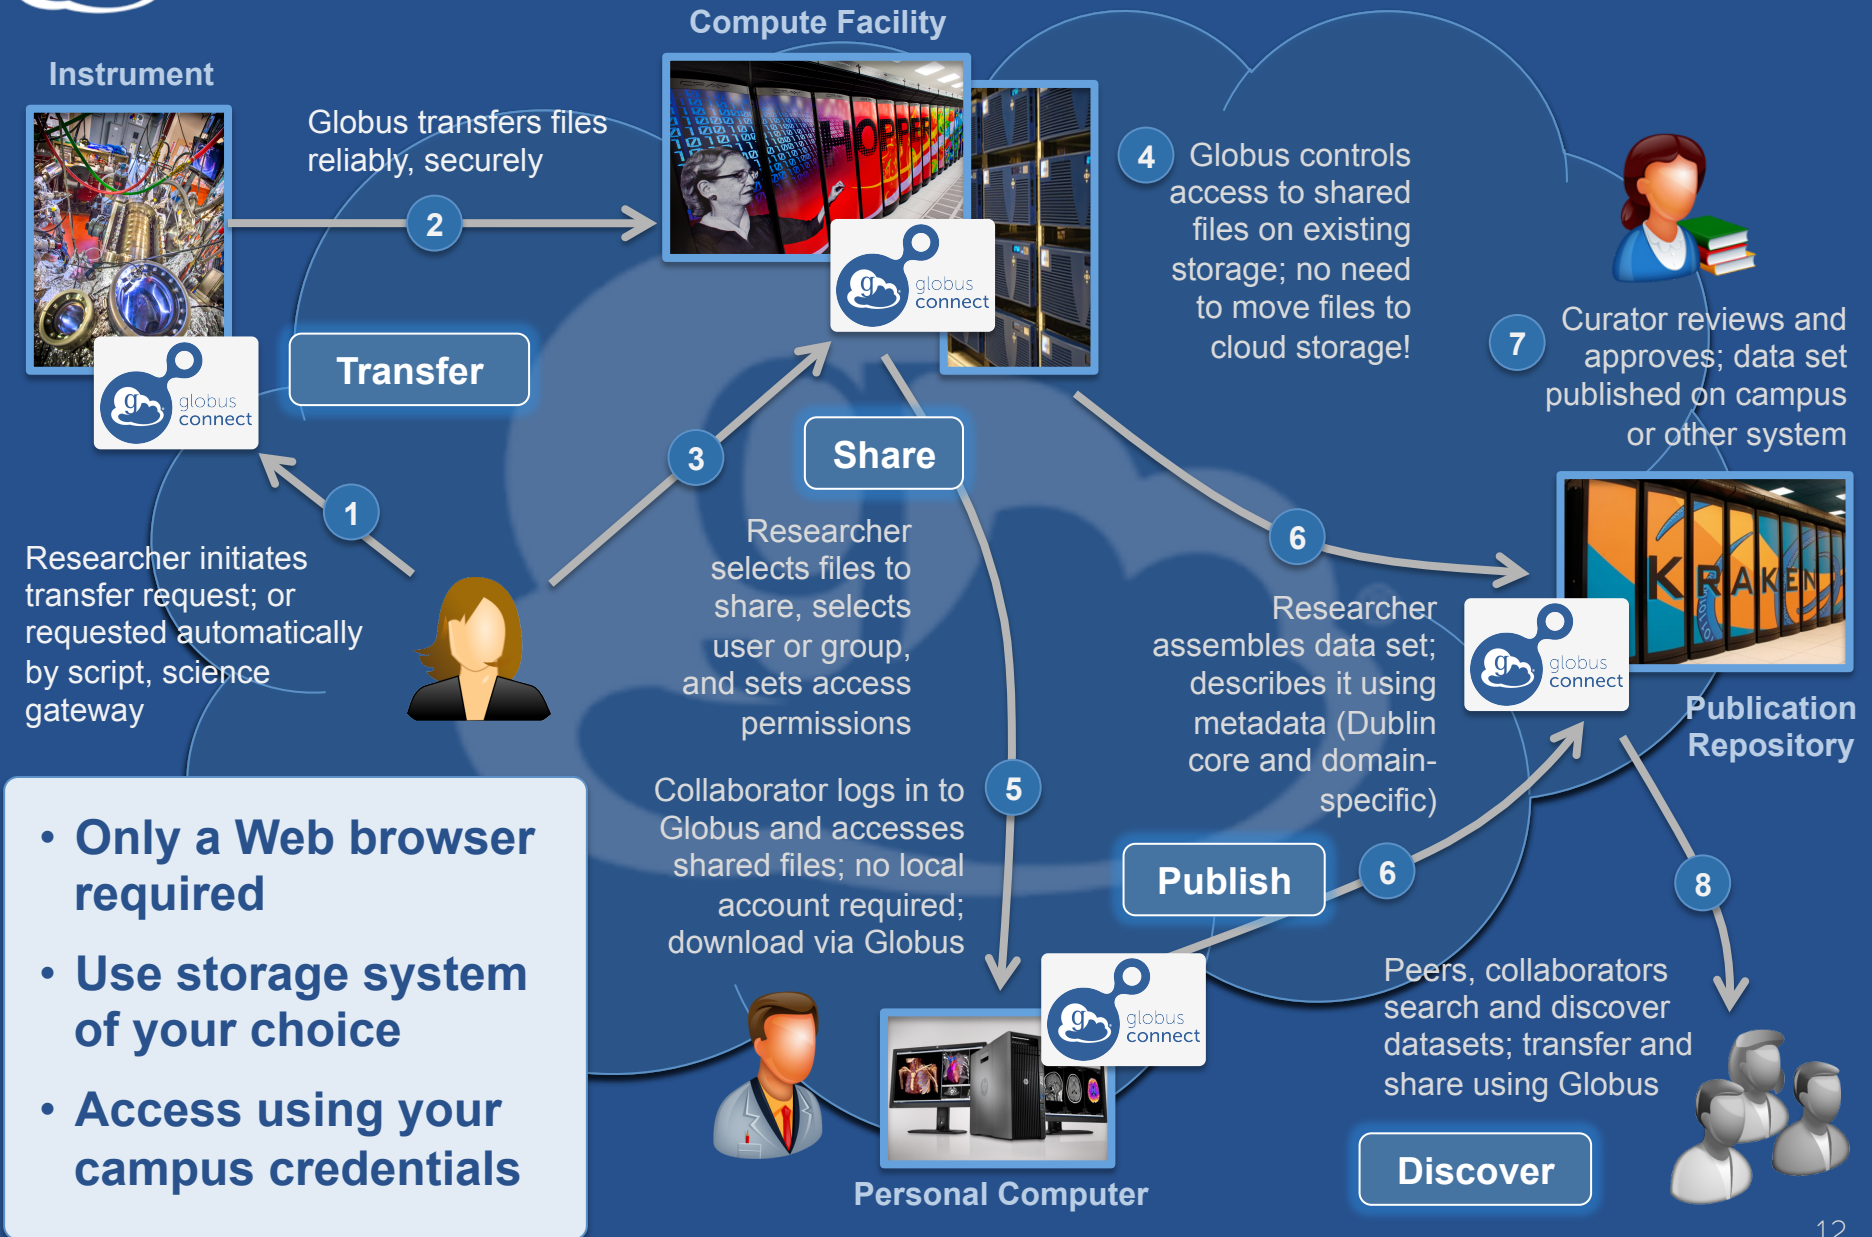 Compute Facility
Instrument
Globus transfers files
reliably, securely
2
HOPPER
globus
connect
4
Globus controls
access to shared
files on existing
storage; no need
to move files to
cloud storage!
7
Curator reviews and
approves; data set
published on campus
or other system
globus
connect
Transfer
1
Researcher initiates
transfer request; or
requested automatically
by script, science
gateway
3
Share
Researcher
selects files to
share, selects
user or group,
and sets access
permissions
5
Collaborator logs in to
Globus and accesses
shared files; no local
account required;
download via Globus
6
Researcher
assembles data set;
describes it using
metadata (Dublin
core and domain-
specific)
KRAKEN
globus
connect
Publication
Repository
Publish
6
8
• Only a Web browser
required
• Use storage system
of your choice
• Access using your
campus credentials
globus
connect
Personal Computer
Peers, collaborators
search and discover
datasets; transfer and
share using Globus
Discover
12